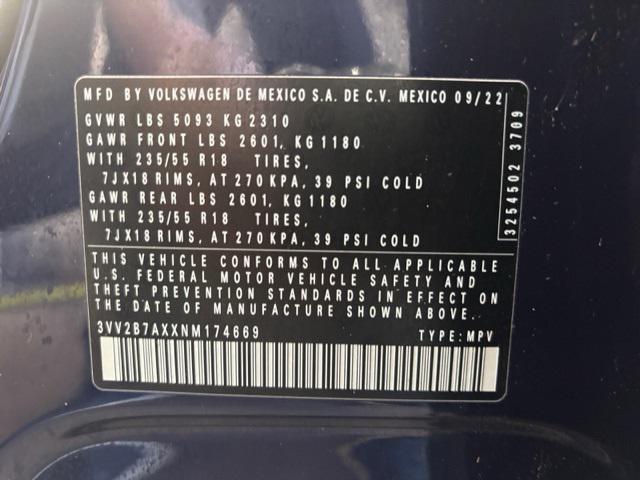 MFD BY VOLKSWAGEN DE MEXICO S.A. DE C.V. MEXICO 09/22
GVWR LBS 5093 KG 2310
GAWR FRONT LBS 2601, KG 1180
WITH 235/55 R18 TIRES,
7JX18 RIMS, AT 270 KPA, 39 PSI COLD
GAWR REAR LBS 2601, KG 1180
WITH 235/55 R18 TIRES,
7JX18 RIMS, AT 270 KPA, 39 PSI COLD
THIS VEHICLE CONFORMS TO ALL APPLICABLE
U.S. FEDERAL MOTOR VEHICLE SAFETY AND
THEFT PREVENTION STANDARDS IN EFFECT ON
THE DATE OF MANUFACTURE SHOWN ABOVE.
3VV2B7AXXNM174669 TYPE: MPV
3254502 3709